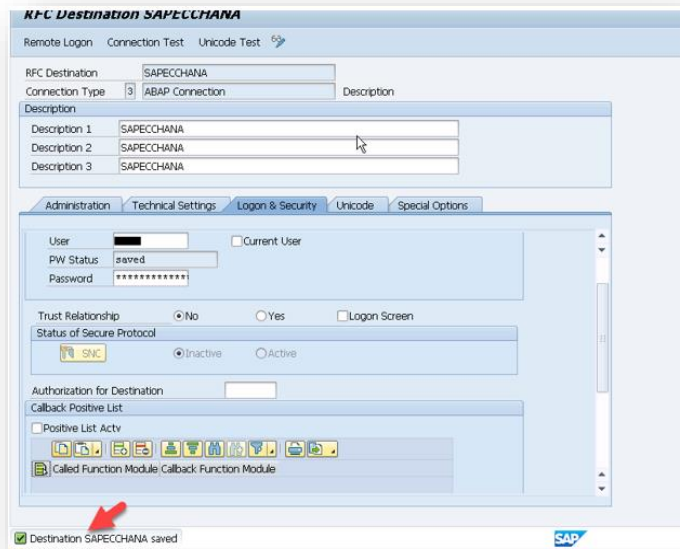 RFC Destination SAPECCHANA
Remote Logon Connection Test Unicode Test
RFC Destination SAPECCHANA
Connection Type 3 ABAP Connection Description
Description
Description 1 SAPECCHANA
Description 2 SAPECCHANA
Description 3 SAPECCHANA
Administration Technical Settings Logon & Security Unicode Special Options
User Current User
PW Status saved
Password ************
Trust Relationship No Yes Logon Screen
Status of Secure Protocol
SNC Inactive Active
Authorization for Destination
Callback Positive List
Positive List Actv
Called Function Module Callback Function Module
Destination SAPECCHANA saved SAP